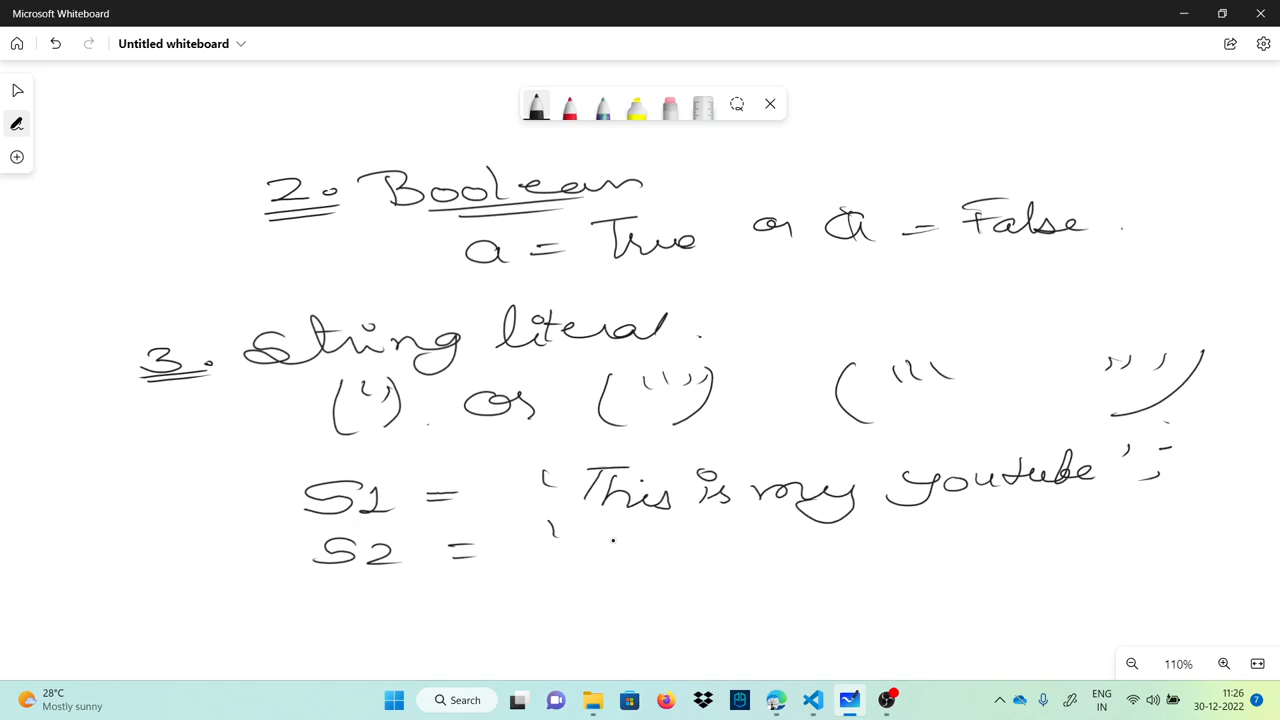 Microsoft Whiteboard
Untitled whiteboard
2. Boolean
a = True or a = False.
3. String literal.
(' '). or (" ") (''' ''')
S1 = 'This is my youtube';
S2 = '
110%
28°C
Mostly sunny
Search
ENG
IN
11:26
30-12-2022
7